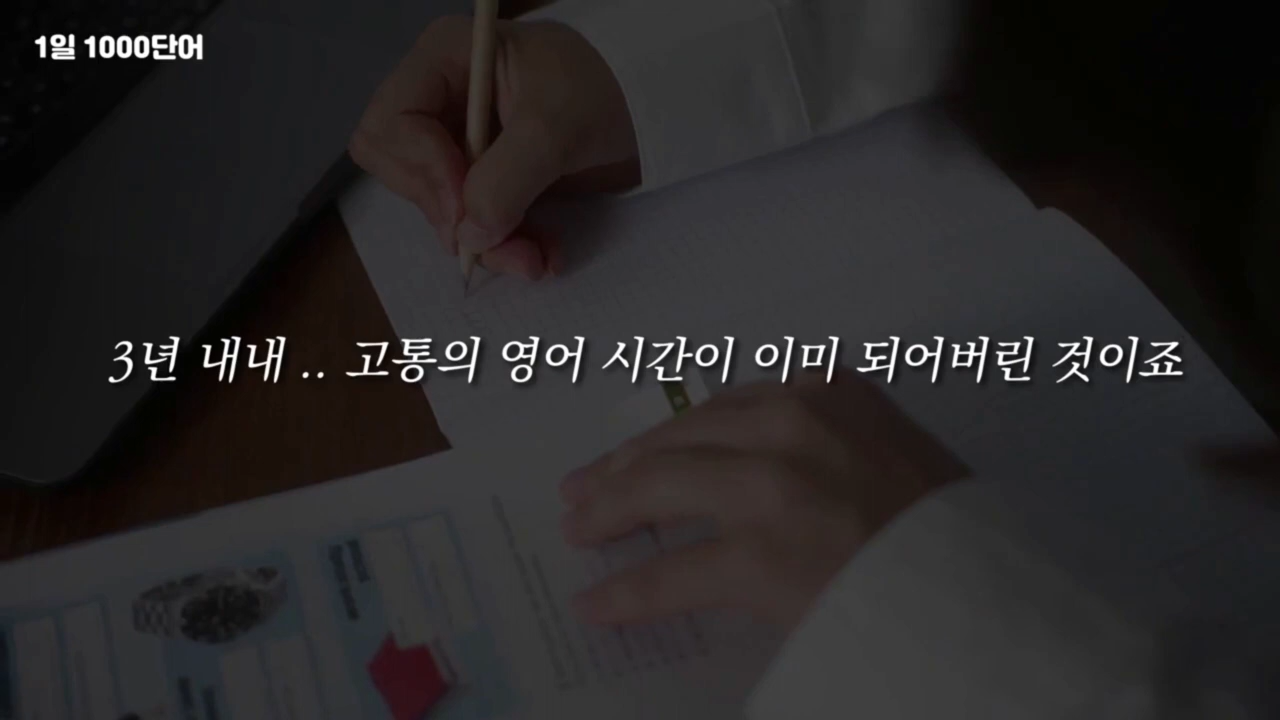 1일 1000단어
3년 내내 .. 고통의 영어 시간이 이미 되어버린 것이죠